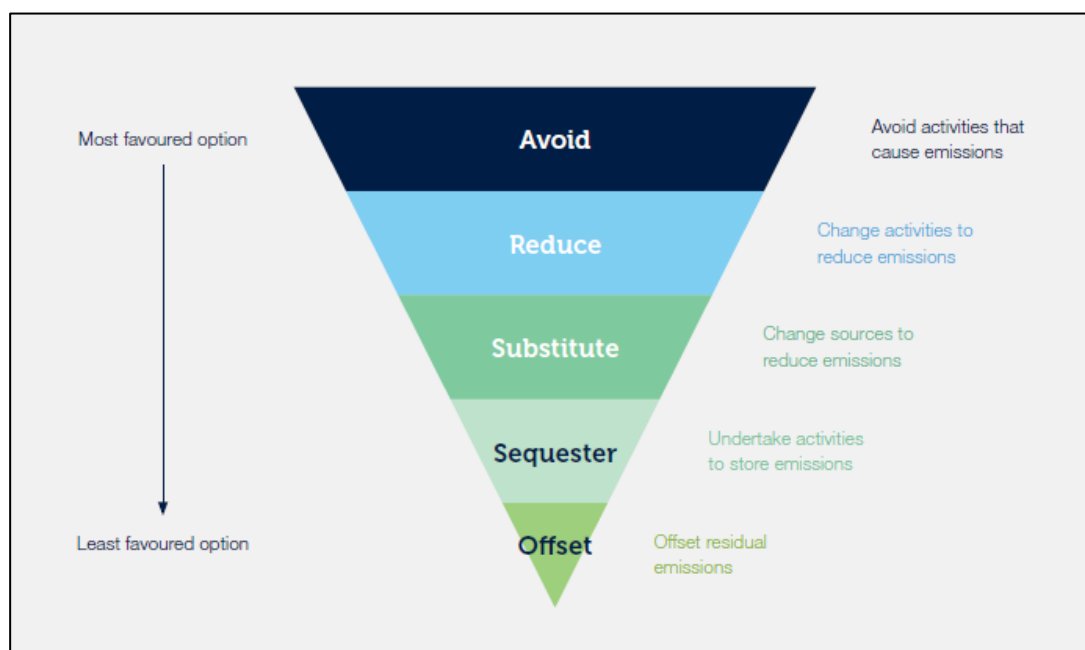 Most favoured option
Avoid
Avoid activities that
cause emissions
Reduce
Change activities to
reduce emissions
Substitute
Change sources to
reduce emissions
Sequester
Undertake activities
to store emissions
Least favoured option
Offset
Offset residual
emissions